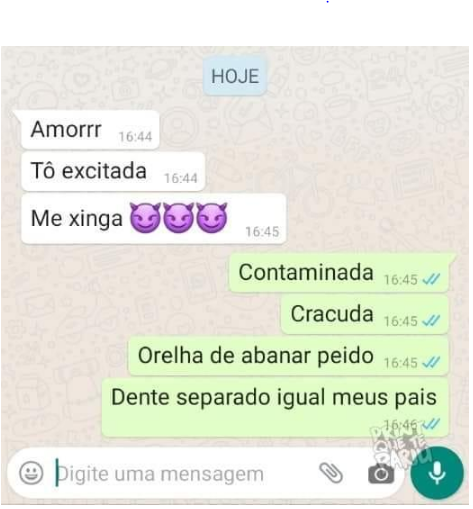 HOJE
Amorrr 16:44
Tô excitada 16:44
Me xinga 😈😈😈 16:45
Contaminada 16:45
Cracuda 16:45
Orelha de abanar peido 16:45
Dente separado igual meus pais
16:46
Digite uma mensagem